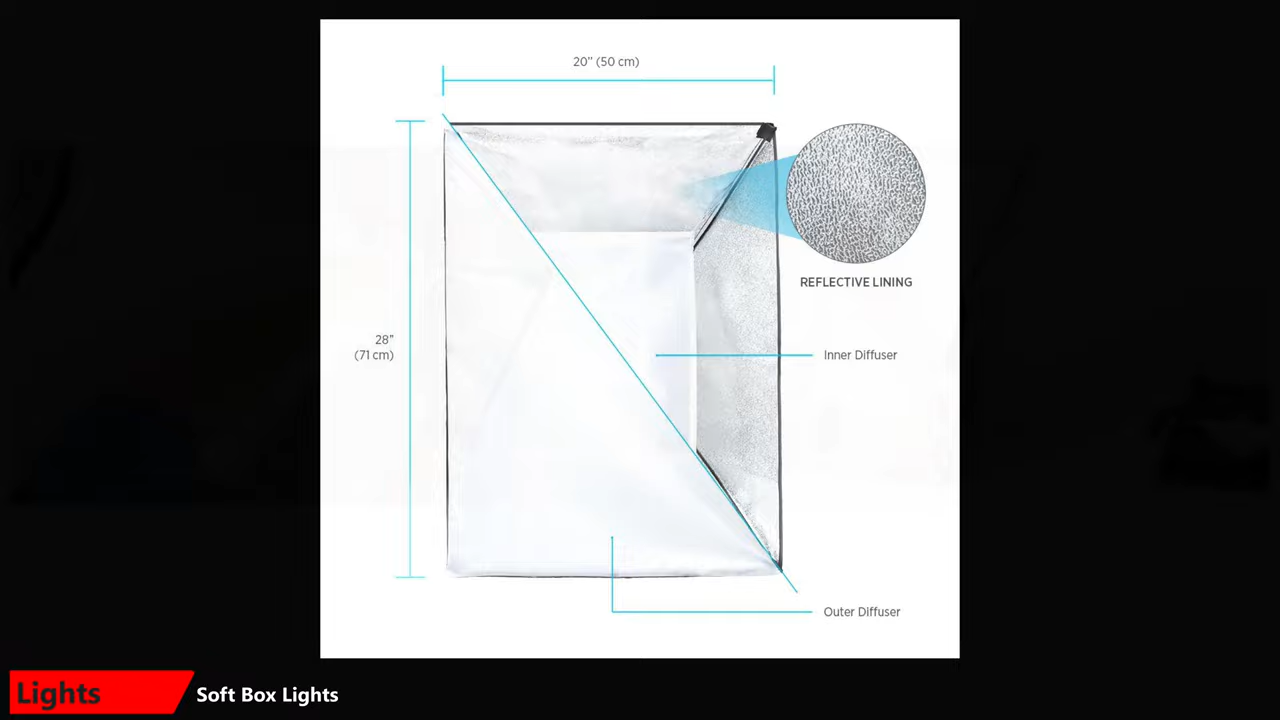 20” (50 cm)
REFLECTIVE LINING
28”
(71 cm)
Inner Diffuser
Outer Diffuser
Lights
Soft Box Lights